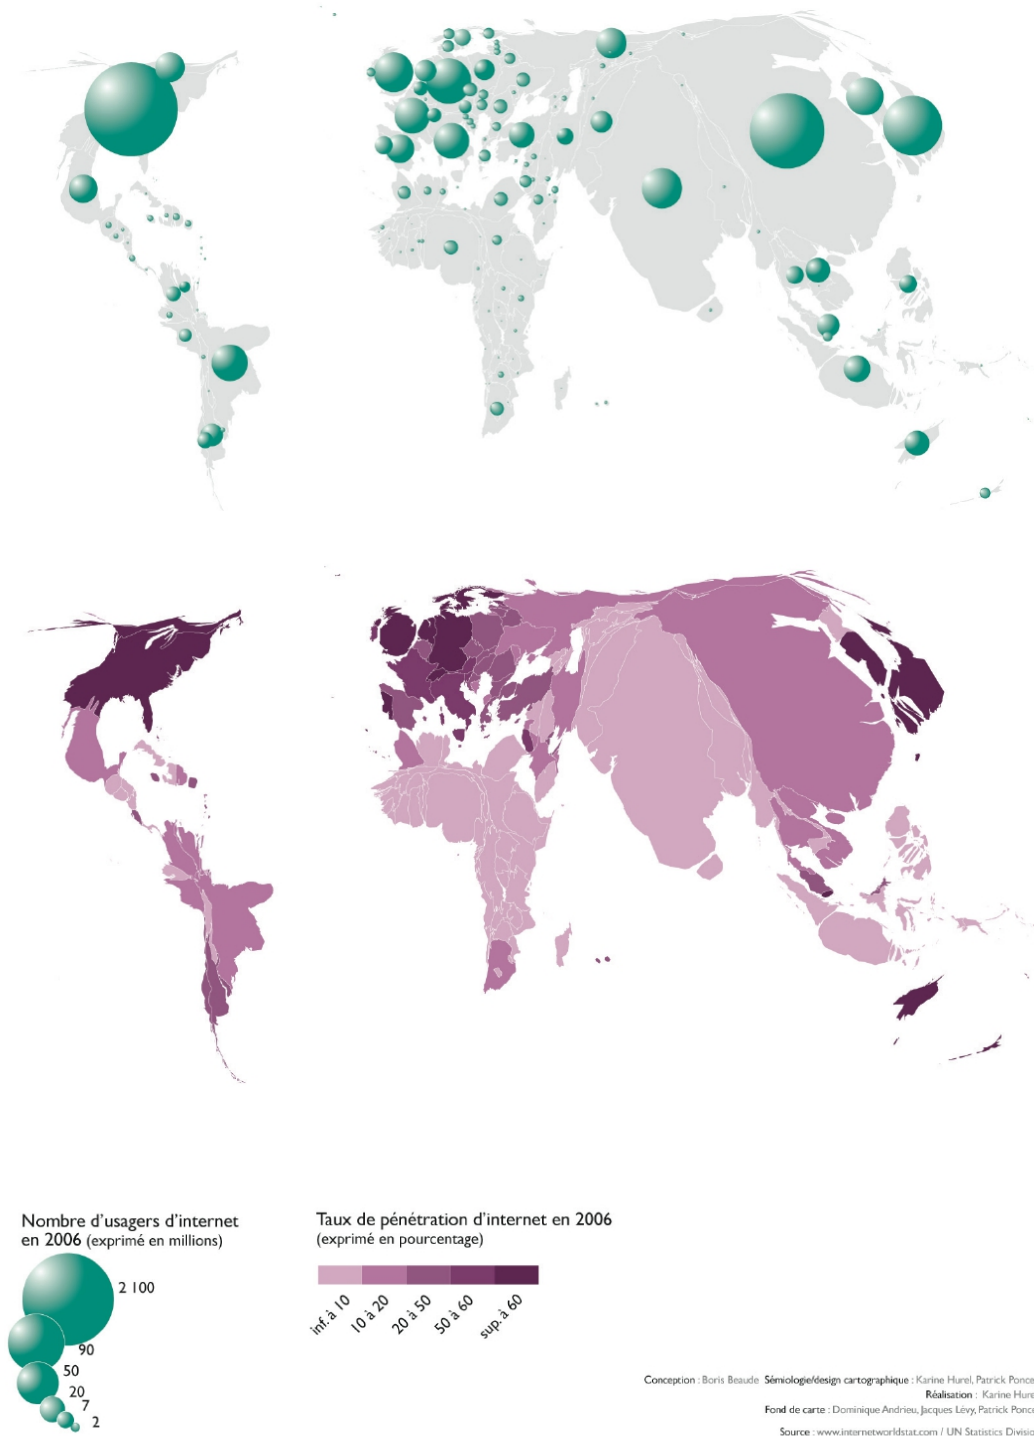 Nombre d'usagers d'internet
en 2006 (exprimé en millions)
2 100
90
50
20
7
2
Taux de pénétration d'internet en 2006
(exprimé en pourcentage)
inf. à 10
10 à 20
20 à 50
50 à 60
sup. à 60
Conception : Boris Beaude Sémiologie/design cartographique : Karine Hurel, Patrick Ponce
Réalisation : Karine Hure
Fond de carte : Dominique Andrieu, Jacques Lévy, Patrick Ponce
Source : www.internetworldstat.com / UN Statistics Divisio